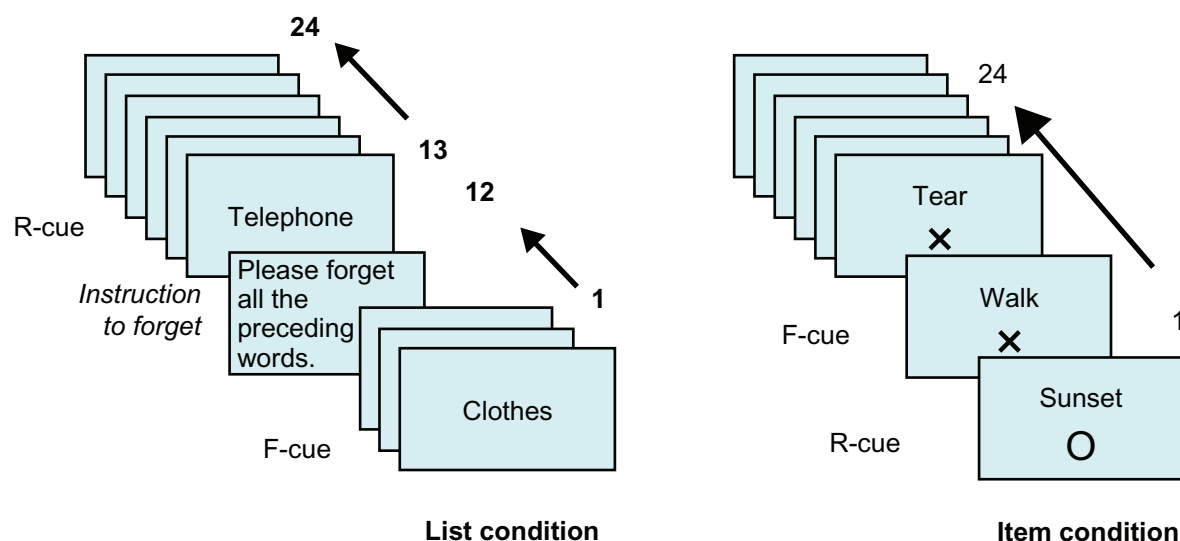 24
13
12
1
Telephone
R-cue
Please forget
all the
preceding
words.
Instruction
to forget
Clothes
F-cue
List condition
24
1
Tear
×
Walk
×
F-cue
Sunset
O
R-cue
Item condition